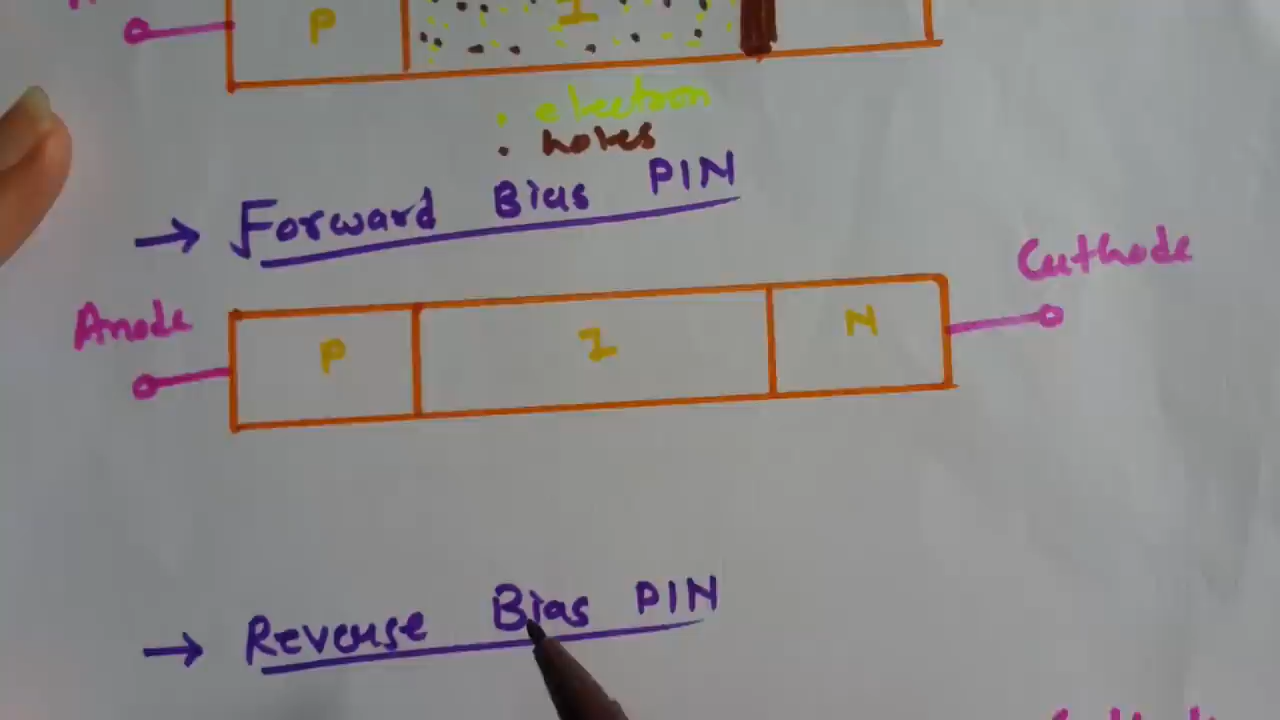 P I
: electron
. holes
→ Forward Bias PIN
Cathode
Anode
P I N
→ Reverse Bias PIN